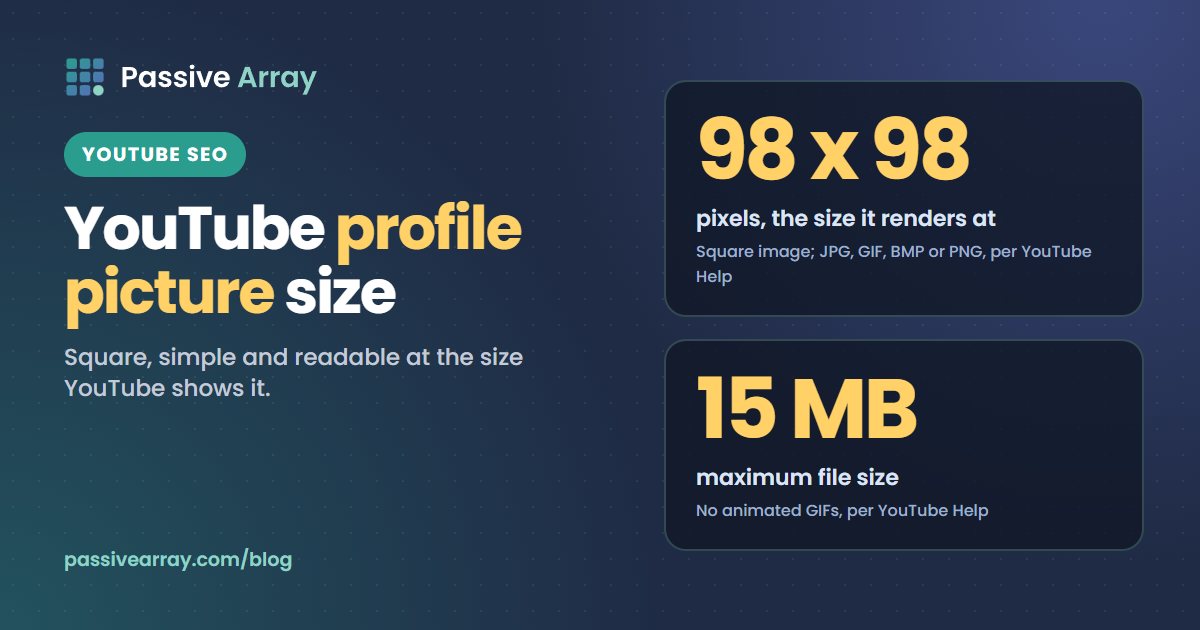 Passive Array
YOUTUBE SEO
YouTube profile
picture size
Square, simple and readable at the size
YouTube shows it.
passivearray.com/blog
98 x 98
pixels, the size it renders at
Square image; JPG, GIF, BMP or PNG, per YouTube
Help
15 MB
maximum file size
No animated GIFs, per YouTube Help